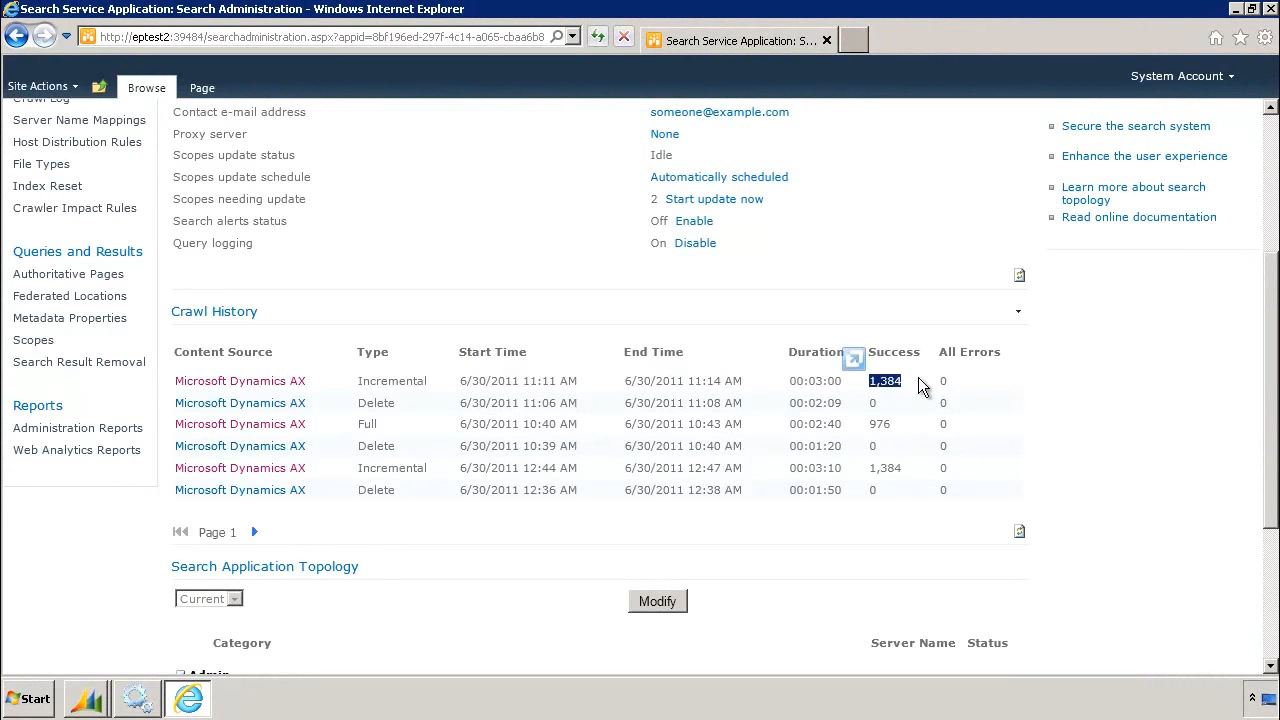 Search Service Application: Search Administration - Windows Internet Explorer
http://eptest2:39484/searchadministration.aspx?appid=8bf196ed-297f-4c14-a065-cbaa6b8
Search Service Application: S...
Site Actions
Browse
Page
System Account
Crawl Log
Server Name Mappings
Host Distribution Rules
File Types
Index Reset
Crawler Impact Rules
Queries and Results
Authoritative Pages
Federated Locations
Metadata Properties
Scopes
Search Result Removal
Reports
Administration Reports
Web Analytics Reports
Contact e-mail address someone@example.com
Proxy server None
Scopes update status Idle
Scopes update schedule Automatically scheduled
Scopes needing update 2 Start update now
Search alerts status Off Enable
Query logging On Disable
Secure the search system
Enhance the user experience
Learn more about search
topology
Read online documentation
Crawl History
Content Source Type Start Time End Time Duration Success All Errors
Microsoft Dynamics AX Incremental 6/30/2011 11:11 AM 6/30/2011 11:14 AM 00:03:00 1,384 0
Microsoft Dynamics AX Delete 6/30/2011 11:06 AM 6/30/2011 11:08 AM 00:02:09 0 0
Microsoft Dynamics AX Full 6/30/2011 10:40 AM 6/30/2011 10:43 AM 00:02:40 976 0
Microsoft Dynamics AX Delete 6/30/2011 10:39 AM 6/30/2011 10:40 AM 00:01:20 0 0
Microsoft Dynamics AX Incremental 6/30/2011 12:44 AM 6/30/2011 12:47 AM 00:03:10 1,384 0
Microsoft Dynamics AX Delete 6/30/2011 12:36 AM 6/30/2011 12:38 AM 00:01:50 0 0
Page 1
Search Application Topology
Current
Modify
Category Server Name Status
Admin
Start